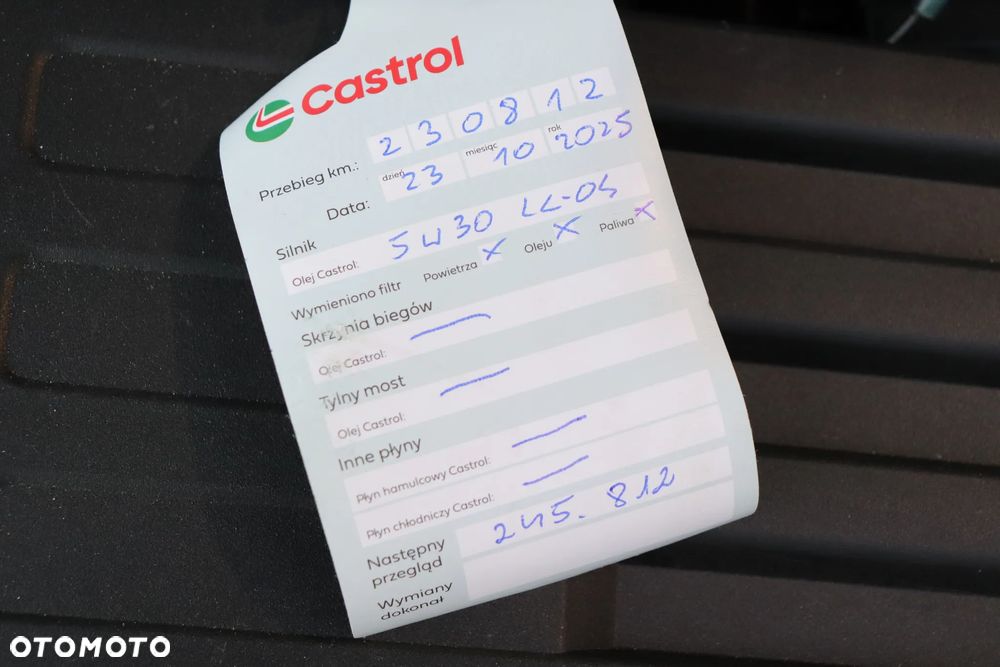 Castrol
Przebieg km.: 230812
Data: dzień 23 miesiąc 10 rok 2025
Silnik
Olej Castrol: 5W30 LL-04
Wymieniono filtr Powietrza X Oleju X Paliwa X
Skrzynia biegów
Olej Castrol: —
Tylny most
Olej Castrol: —
Inne płyny
Płyn hamulcowy Castrol: —
Płyn chłodniczy Castrol: —
Następny przegląd 245.812
Wymiany dokonał
OTOMOTO